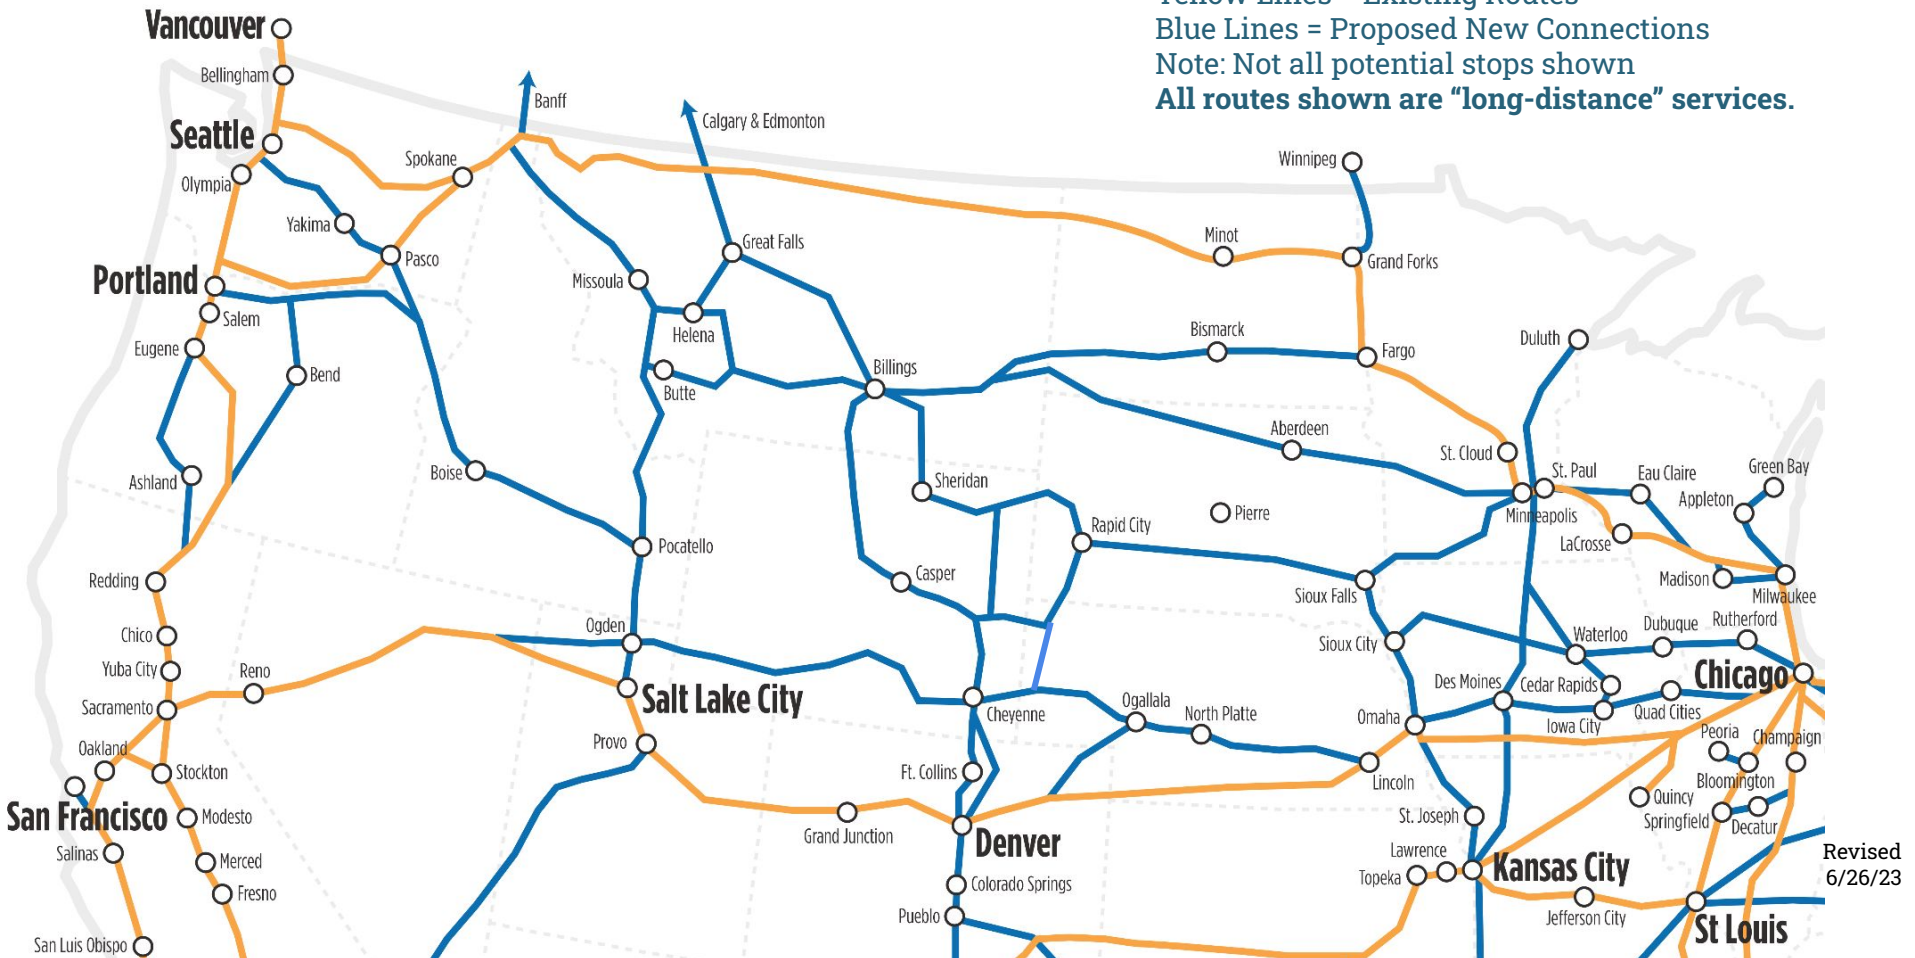 Yellow Lines = Existing Routes
Blue Lines = Proposed New Connections
Note: Not all potential stops shown
All routes shown are “long-distance” services.
Vancouver
Bellingham
Banff
Calgary & Edmonton
Seattle
Spokane
Winnipeg
Olympia
Yakima
Minot
Great Falls
Pasco
Grand Forks
Portland
Missoula
Salem
Helena
Bismarck
Duluth
Eugene
Fargo
Bend
Billings
Butte
Aberdeen
St. Cloud
St. Paul
Eau Claire
Green Bay
Boise
Ashland
Sheridan
Appleton
Rapid City
Pierre
Minneapolis
LaCrosse
Pocatello
Redding
Casper
Madison
Sioux Falls
Milwaukee
Rutherford
Ogden
Dubuque
Chico
Waterloo
Sioux City
Yuba City
Reno
Salt Lake City
Des Moines
Cedar Rapids
Chicago
Sacramento
Cheyenne
Ogallala
North Platte
Omaha
Iowa City
Quad Cities
Provo
Peoria
Champaign
Oakland
Stockton
Ft. Collins
Lincoln
Bloomington
Quincy
San Francisco
Modesto
Grand Junction
St. Joseph
Springfield
Decatur
Denver
Salinas
Merced
Lawrence
Kansas City
Revised
6/26/23
Topeka
Colorado Springs
Fresno
Pueblo
Jefferson City
St Louis
San Luis Obispo